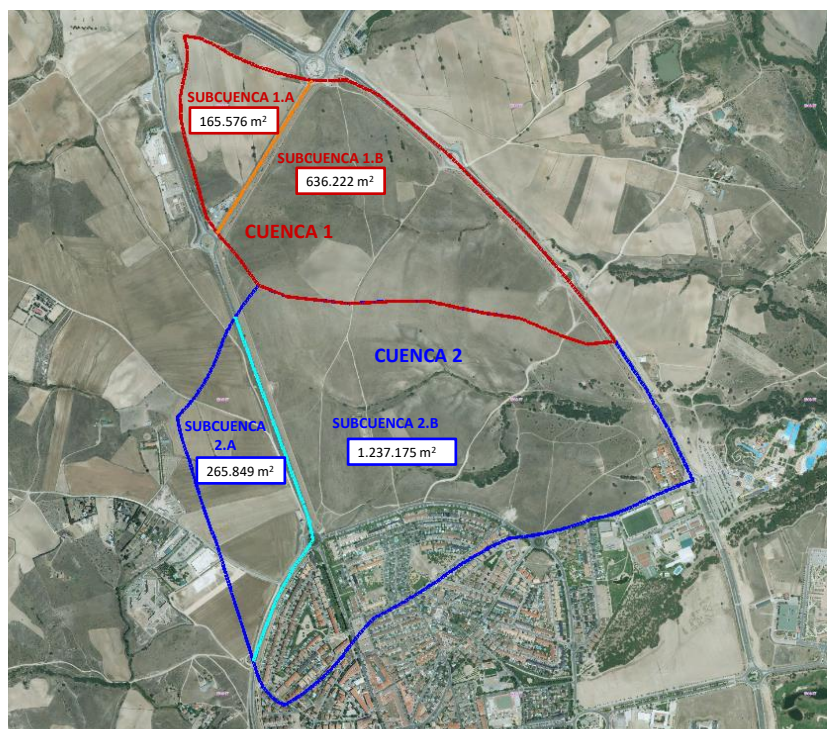 SUBCUENCA 1.A
165.576 m²
SUBCUENCA 1.B
636.222 m²
CUENCA 1
CUENCA 2
SUBCUENCA
2.A
265.849 m²
SUBCUENCA 2.B
1.237.175 m²